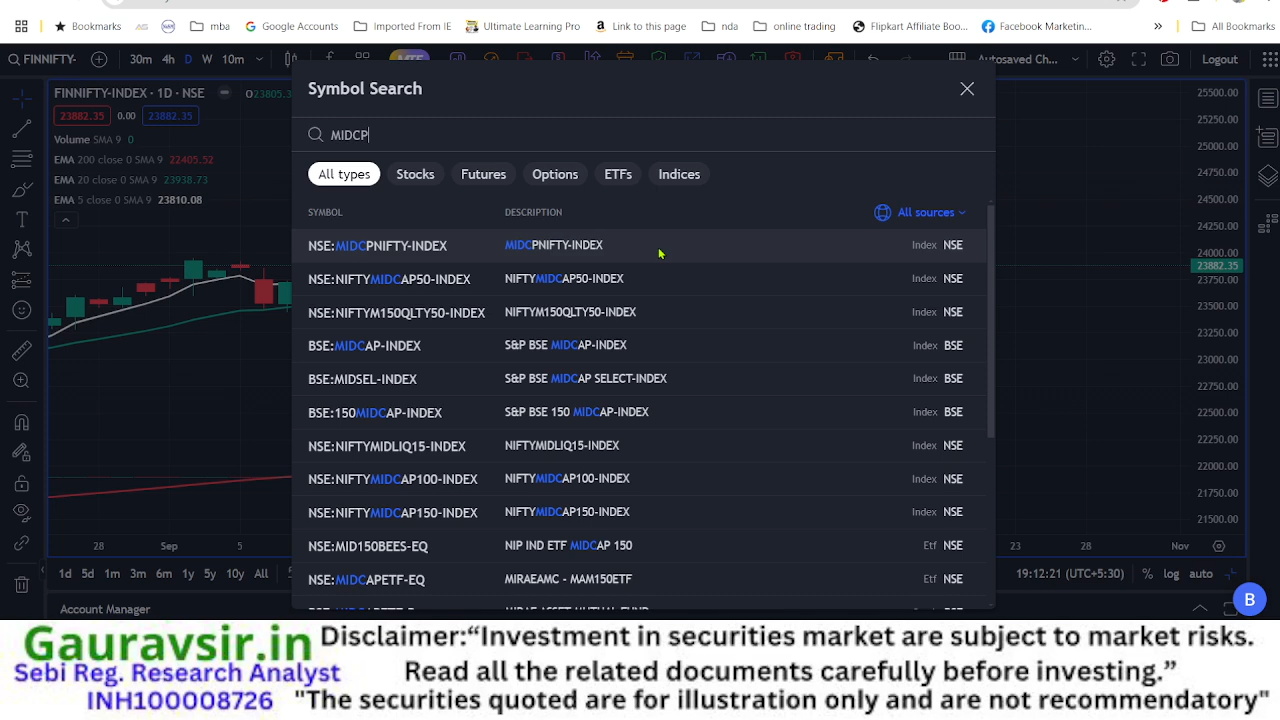 Bookmarks mba Google Accounts Imported From IE Ultimate Learning Pro Link to this page nda online trading Flipkart Affiliate Boo... Facebook Marketin... » All Bookmarks
FINNIFTY- 30m 4h D W 10m MTF Autosaved Ch... Logout
Symbol Search
FINNIFTY-INDEX · 1D · NSE O23805.3
23882.35 0.00 23882.35
Volume SMA 9 0
EMA 200 close 0 SMA 9 22405.52
EMA 20 close 0 SMA 9 23938.73
EMA 5 close 0 SMA 9 23810.08
MIDCP
All types Stocks Futures Options ETFs Indices
SYMBOL DESCRIPTION All sources
NSE:MIDCPNIFTY-INDEX MIDCPNIFTY-INDEX Index NSE
NSE:NIFTYMIDCAP50-INDEX NIFTYMIDCAP50-INDEX Index NSE
NSE:NIFTYM150QLTY50-INDEX NIFTYM150QLTY50-INDEX Index NSE
BSE:MIDCAP-INDEX S&P BSE MIDCAP-INDEX Index BSE
BSE:MIDSEL-INDEX S&P BSE MIDCAP SELECT-INDEX Index BSE
BSE:150MIDCAP-INDEX S&P BSE 150 MIDCAP-INDEX Index BSE
NSE:NIFTYMIDLIQ15-INDEX NIFTYMIDLIQ15-INDEX Index NSE
NSE:NIFTYMIDCAP100-INDEX NIFTYMIDCAP100-INDEX Index NSE
NSE:NIFTYMIDCAP150-INDEX NIFTYMIDCAP150-INDEX Index NSE
NSE:MID150BEES-EQ NIP IND ETF MIDCAP 150 Etf NSE
NSE:MIDCAPETF-EQ MIRAEAMC - MAM150ETF Etf NSE
25500.00
25250.00
25000.00
24750.00
24500.00
24250.00
24000.00
23882.35
23750.00
23500.00
23250.00
23000.00
22750.00
22500.00
22250.00
22000.00
21750.00
21500.00
28 Sep 5 23 28 Nov
1d 5d 1m 3m 6m 1y 5y 10y All 19:12:21 (UTC+5:30) % log auto
Account Manager
B
Gauravsir.in
Sebi Reg. Research Analyst
INH100008726
Disclaimer:“Investment in securities market are subject to market risks.
Read all the related documents carefully before investing.”
"The securities quoted are for illustration only and are not recommendatory"